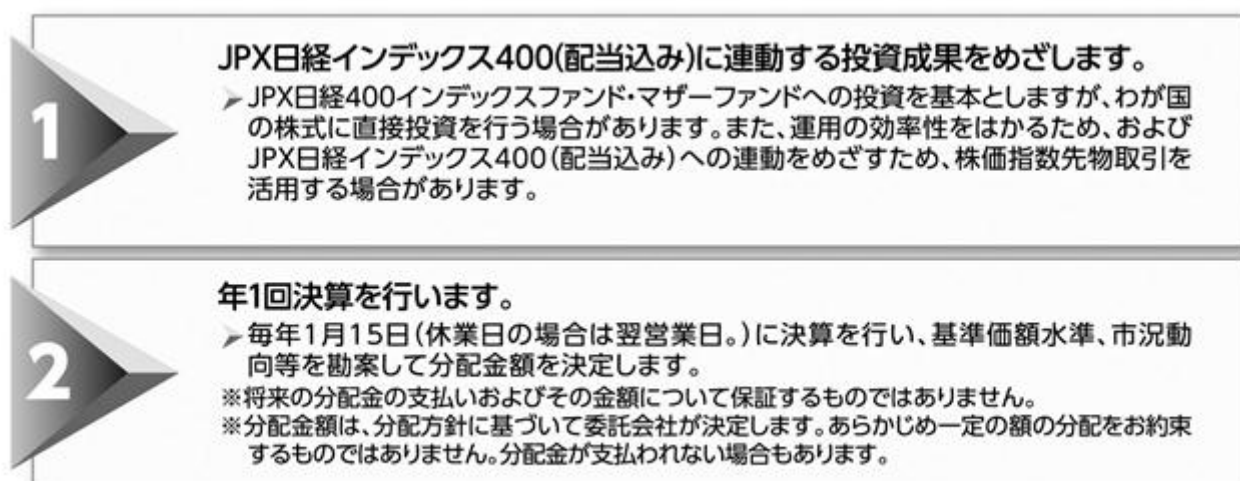 1
JPX日経インデックス400(配当込み)に連動する投資成果をめざします。
➢JPX日経400インデックスファンド・マザーファンドへの投資を基本としますが、わが国
の株式に直接投資を行う場合があります。また、運用の効率性をはかるため、および
JPX日経インデックス400(配当込み)への連動をめざすため、株価指数先物取引を
活用する場合があります。
2
年1回決算を行います。
➢毎年1月15日(休業日の場合は翌営業日。)に決算を行い、基準価額水準、市況動
向等を勘案して分配金額を決定します。
※将来の分配金の支払いおよびその金額について保証するものではありません。
※分配金額は、分配方針に基づいて委託会社が決定します。あらかじめ一定の額の分配をお約束
するものではありません。分配金が支払われない場合もあります。